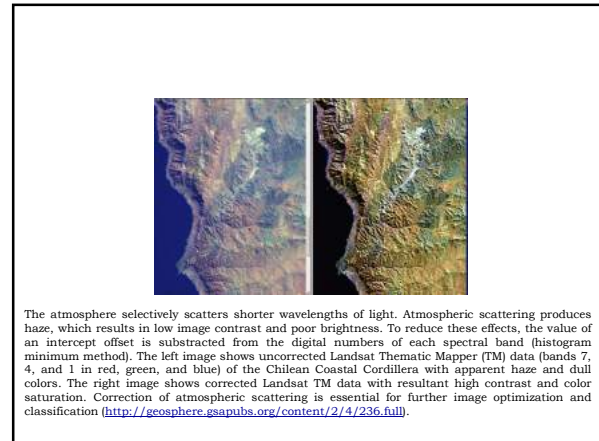 The atmosphere selectively scatters shorter wavelengths of light. Atmospheric scattering produces
haze, which results in low image contrast and poor brightness. To reduce these effects, the value of
an intercept offset is substracted from the digital numbers of each spectral band (histogram
minimum method). The left image shows uncorrected Landsat Thematic Mapper (TM) data (bands 7,
4, and 1 in red, green, and blue) of the Chilean Coastal Cordillera with apparent haze and dull
colors. The right image shows corrected Landsat TM data with resultant high contrast and color
saturation. Correction of atmospheric scattering is essential for further image optimization and
classification (http://geosphere.gsapubs.org/content/2/4/236.full).